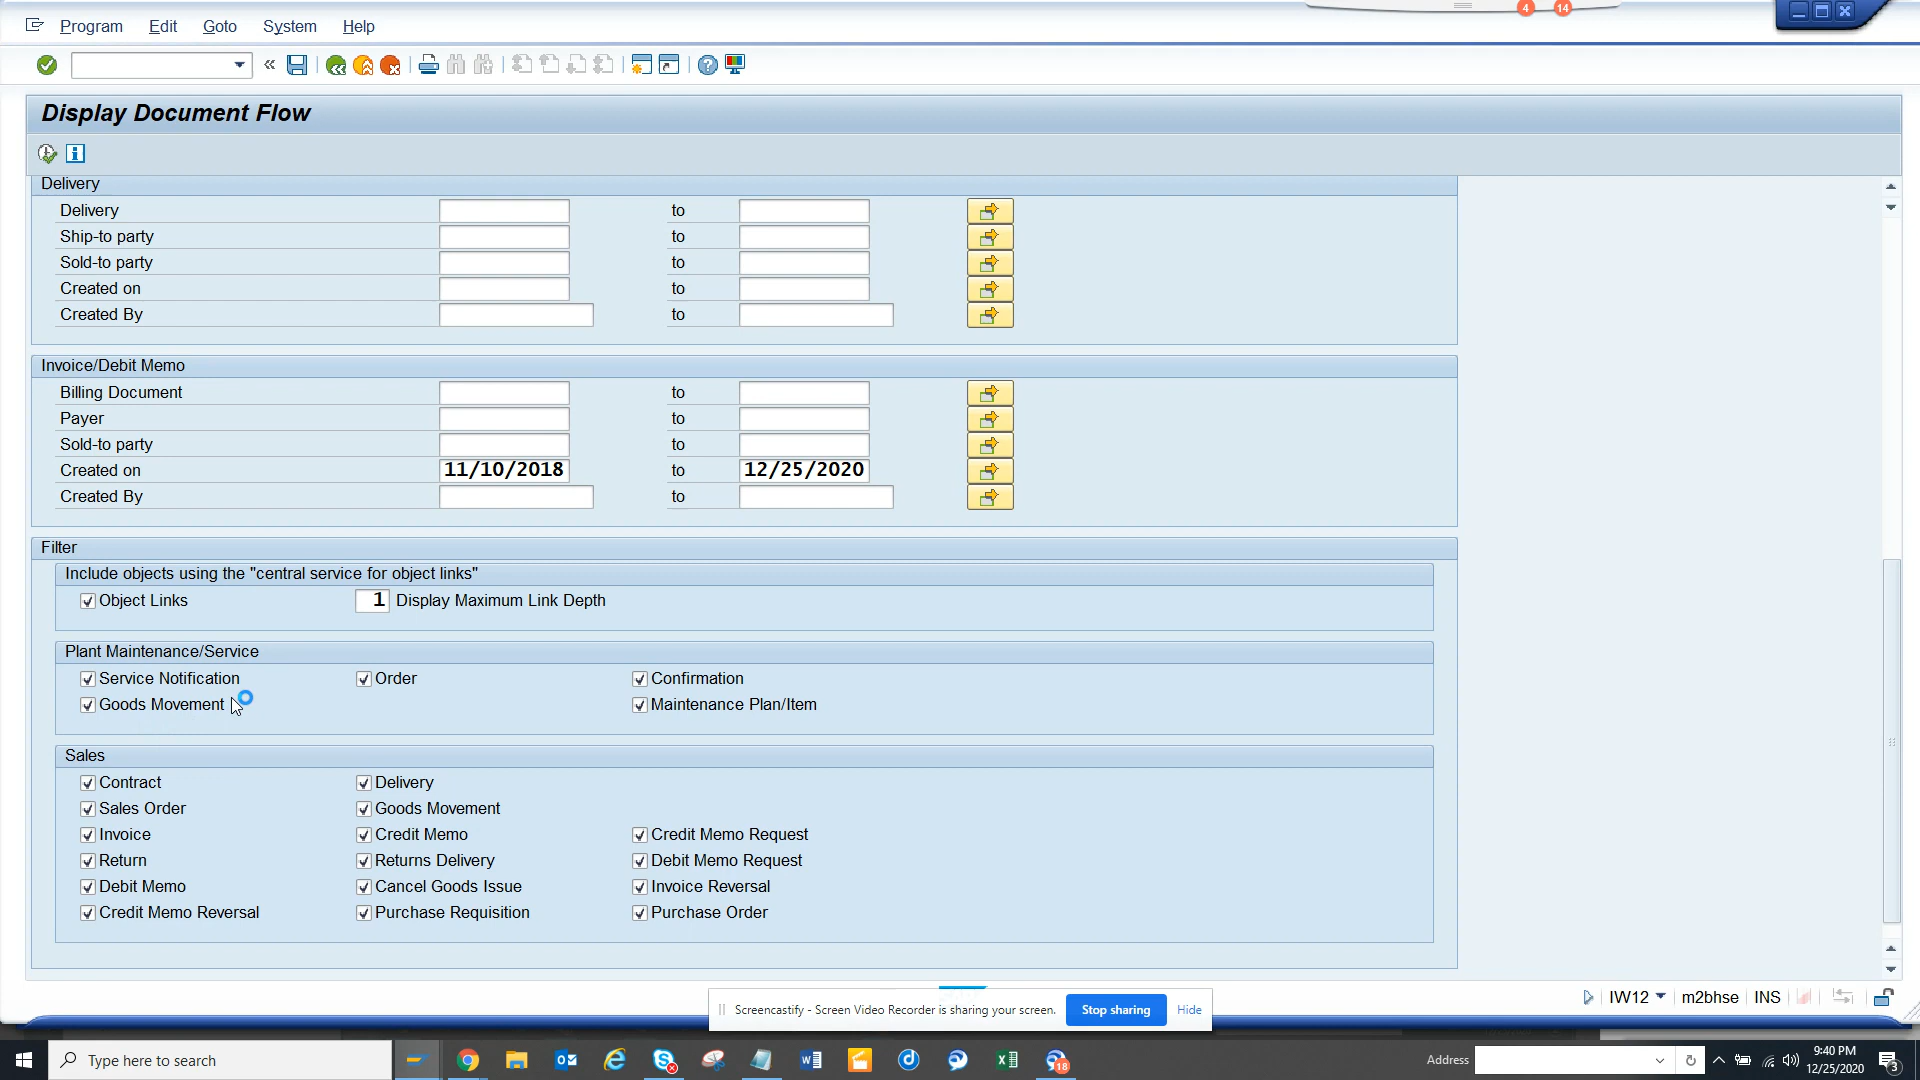 Program Edit Goto System Help
4 14
Display Document Flow
Delivery
Delivery to
Ship-to party to
Sold-to party to
Created on to
Created By to
Invoice/Debit Memo
Billing Document to
Payer to
Sold-to party to
Created on 11/10/2018 to 12/25/2020
Created By to
Filter
Include objects using the "central service for object links"
Object Links 1 Display Maximum Link Depth
Plant Maintenance/Service
Service Notification Order Confirmation
Goods Movement Maintenance Plan/Item
Sales
Contract Delivery
Sales Order Goods Movement
Invoice Credit Memo Credit Memo Request
Return Returns Delivery Debit Memo Request
Debit Memo Cancel Goods Issue Invoice Reversal
Credit Memo Reversal Purchase Requisition Purchase Order
IW12 m2bhse INS
Screencastify - Screen Video Recorder is sharing your screen. Stop sharing Hide
Type here to search
18
Address
9:40 PM
12/25/2020
3